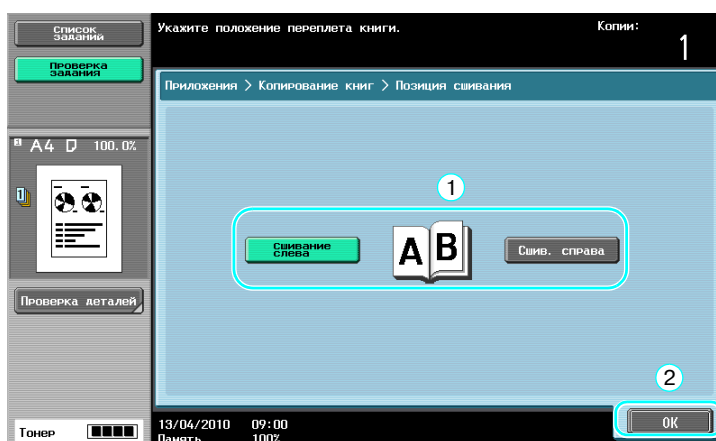 Список
заданий
Проверка
задания
A4 100.0%
1
Проверка деталей
Тонер
Укажите положение переплета книги.
Копии:
1
Приложения > Копирование книг > Позиция сшивания
1
Сшивание
слева
A B
Сшив. справа
2
OK
13/04/2010 09:00
Память 100%